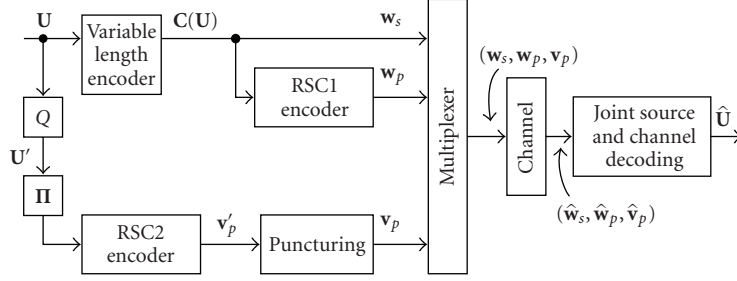 U
Variable
length
encoder
C(U)
w_s
RSC1
encoder
w_p
Q
U′
Π
RSC2
encoder
v′_p
Puncturing
v_p
Multiplexer
(w_s, w_p, v_p)
Channel
(ŵ_s, ŵ_p, v̂_p)
Joint source
and channel
decoding
Û